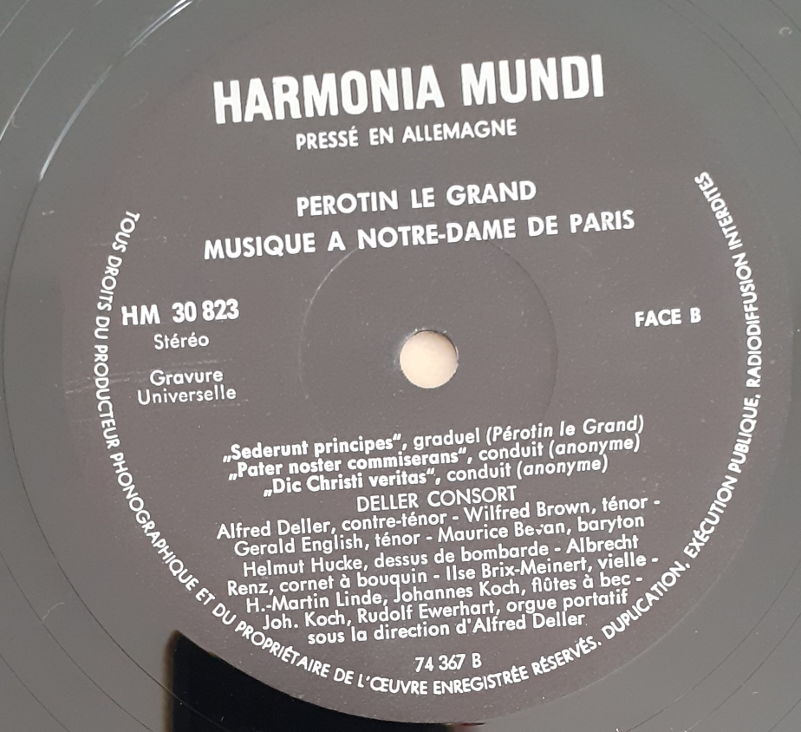 HARMONIA MUNDI
PRESSÉ EN ALLEMAGNE
PEROTIN LE GRAND
MUSIQUE A NOTRE-DAME DE PARIS
HM 30 823
Stéréo
Gravure
Universelle
FACE B
„Sederunt principes“, graduel (Pérotin le Grand)
„Pater noster commiserans“, conduit (anonyme)
„Dic Christi veritas“, conduit (anonyme)
DELLER CONSORT
Alfred Deller, contre-ténor - Wilfred Brown, ténor -
Gerald English, ténor - Maurice Bevan, baryton
Helmut Hucke, dessus de bombarde - Albrecht
Renz, cornet à bouquin - Ilse Brix-Meinert, vielle -
H.-Martin Linde, Johannes Koch, flûtes à bec -
Joh. Koch, Rudolf Ewerhart, orgue portatif
sous la direction d'Alfred Deller
74 367 B
TOUS DROITS DU PRODUCTEUR PHONOGRAPHIQUE ET DU PROPRIÉTAIRE DE L'ŒUVRE ENREGISTRÉE RÉSERVÉS. DUPLICATION, EXÉCUTION PUBLIQUE, RADIODIFFUSION INTERDITES